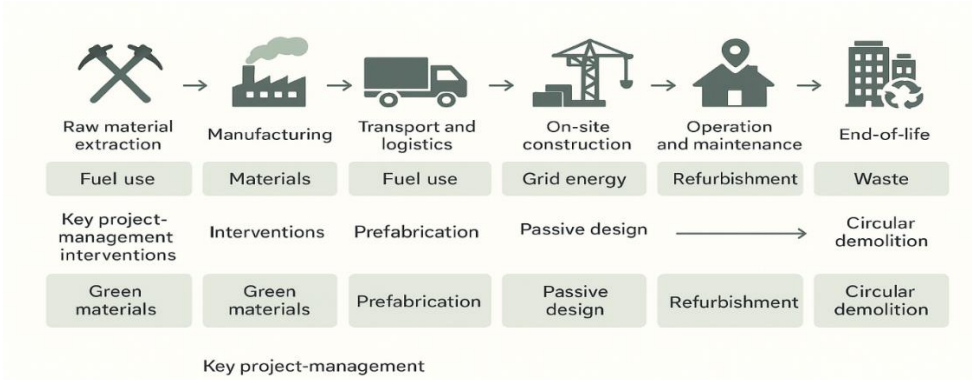 Raw material
extraction
Manufacturing
Transport and
logistics
On-site
construction
Operation
and maintenance
End-of-life
Fuel use
Materials
Fuel use
Grid energy
Refurbishment
Waste
Key project-
management
interventions
Interventions
Prefabrication
Passive design
Circular
demolition
Green
materials
Green
materials
Prefabrication
Passive
design
Refurbishment
Circular
demolition
Key project-management